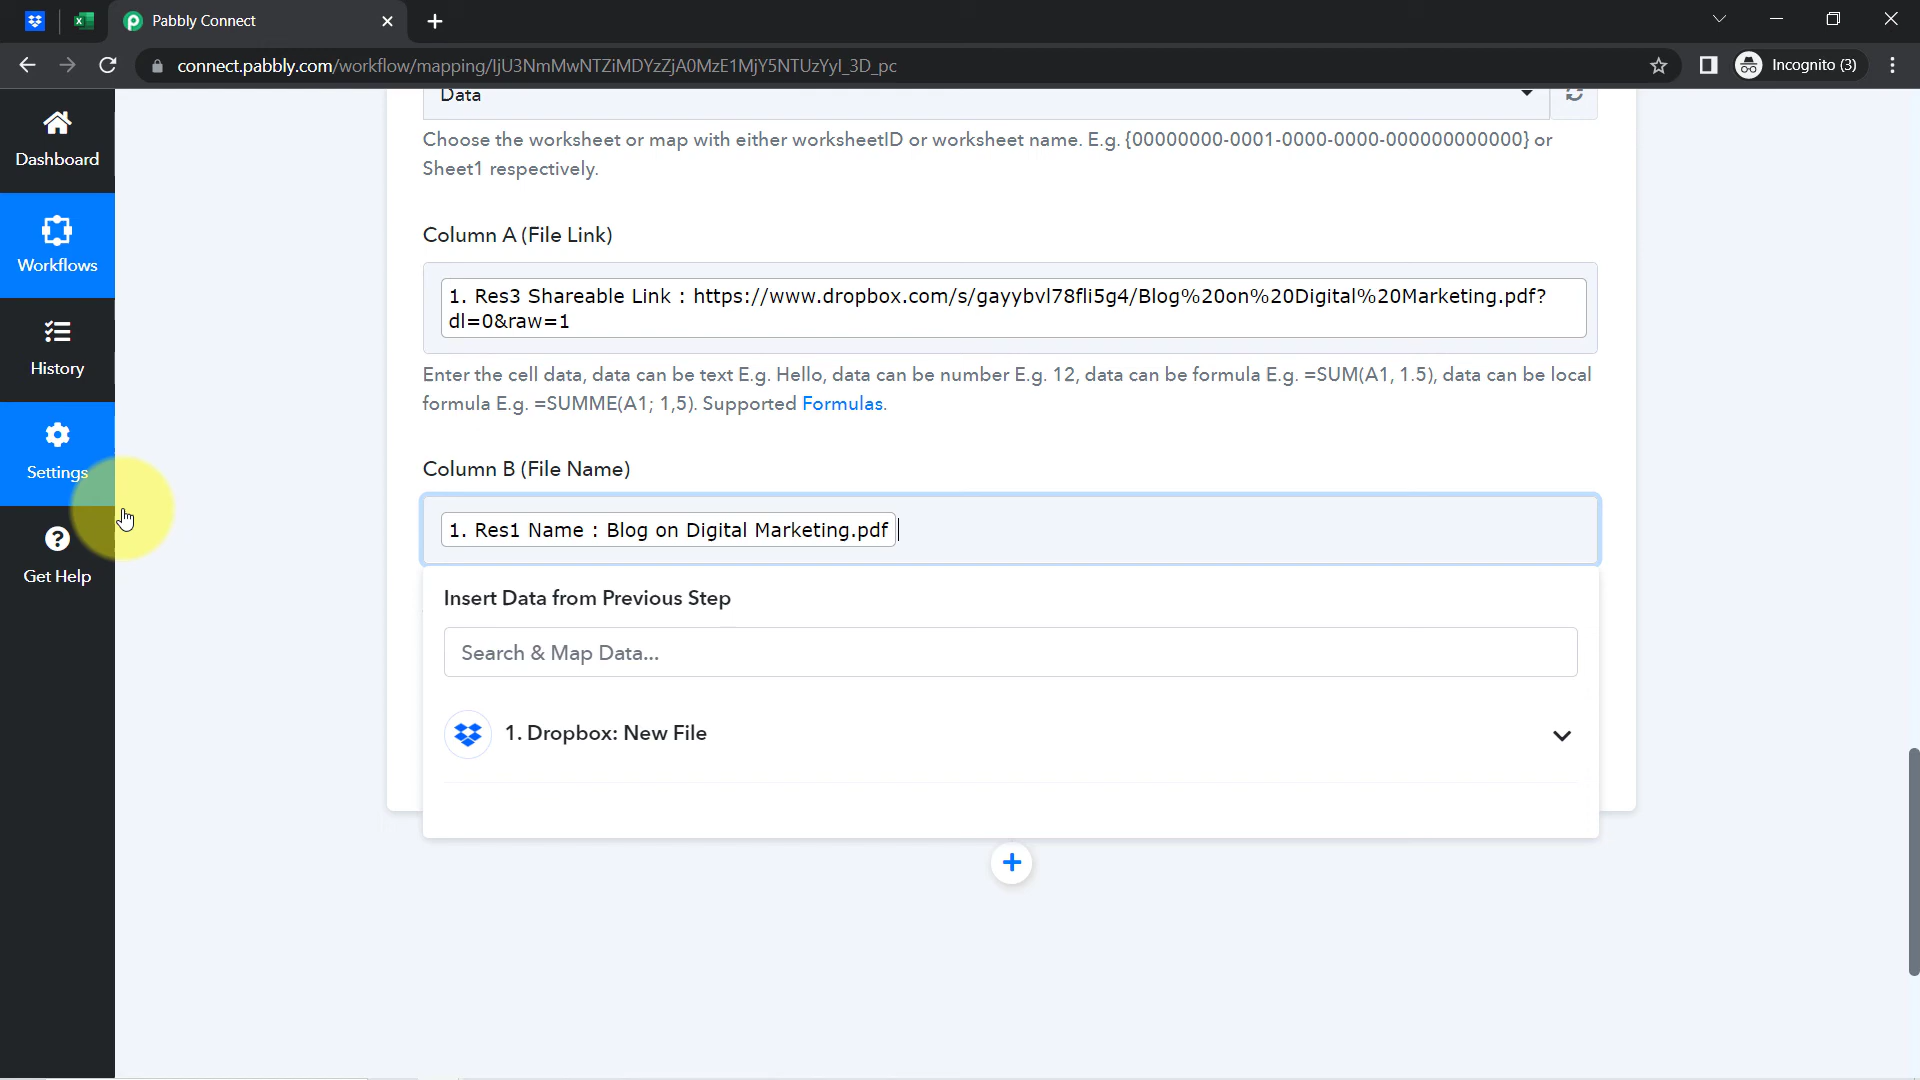 Pabbly Connect
connect.pabbly.com/workflow/mapping/IjU3NmMwNTZiMDYzZjA0MzE1MjY5NTUzYyI_3D_pc
Incognito (3)
Dashboard
Workflows
History
Settings
Get Help
Data
Choose the worksheet or map with either worksheetID or worksheet name. E.g. {00000000-0001-0000-0000-000000000000} or
Sheet1 respectively.
Column A (File Link)
1. Res3 Shareable Link : https://www.dropbox.com/s/gayybvl78fli5g4/Blog%20on%20Digital%20Marketing.pdf?
dl=0&raw=1
Enter the cell data, data can be text E.g. Hello, data can be number E.g. 12, data can be formula E.g. =SUM(A1, 1.5), data can be local
formula E.g. =SUMME(A1; 1,5). Supported Formulas.
Column B (File Name)
1. Res1 Name : Blog on Digital Marketing.pdf
Insert Data from Previous Step
Search & Map Data...
1. Dropbox: New File